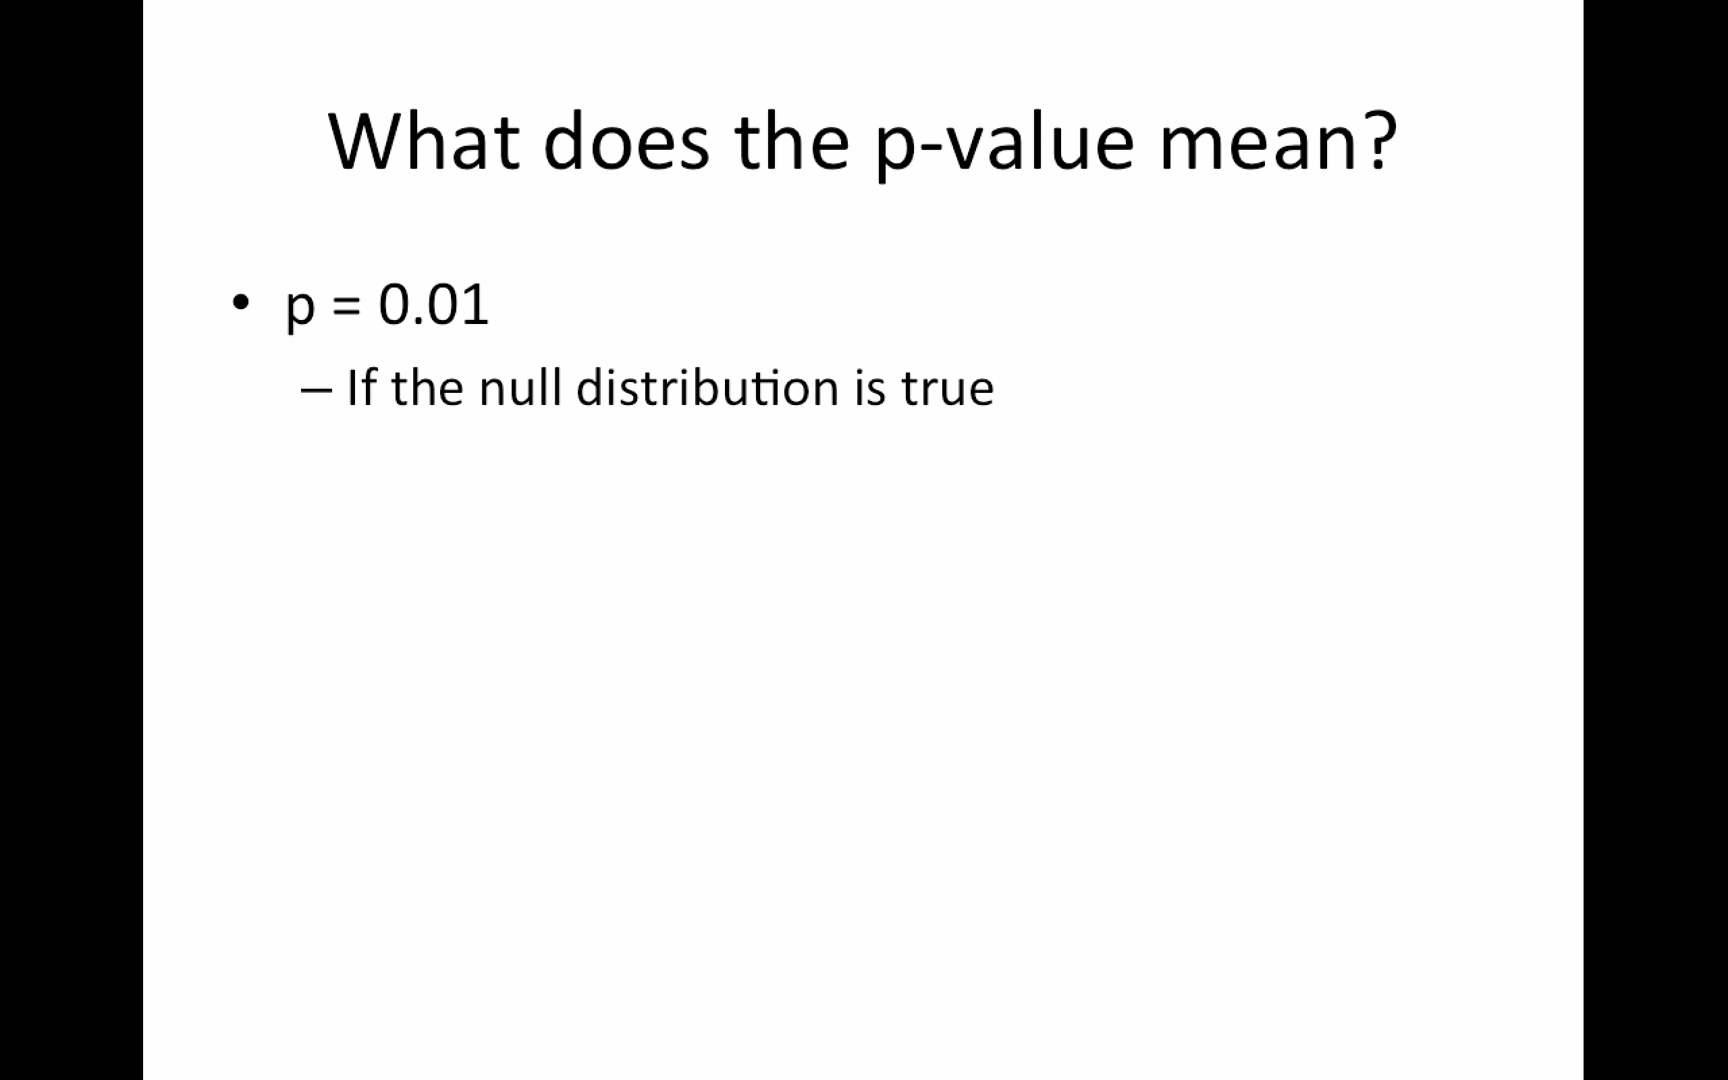 What does the p-value mean?
• p = 0.01
– If the null distribution is true